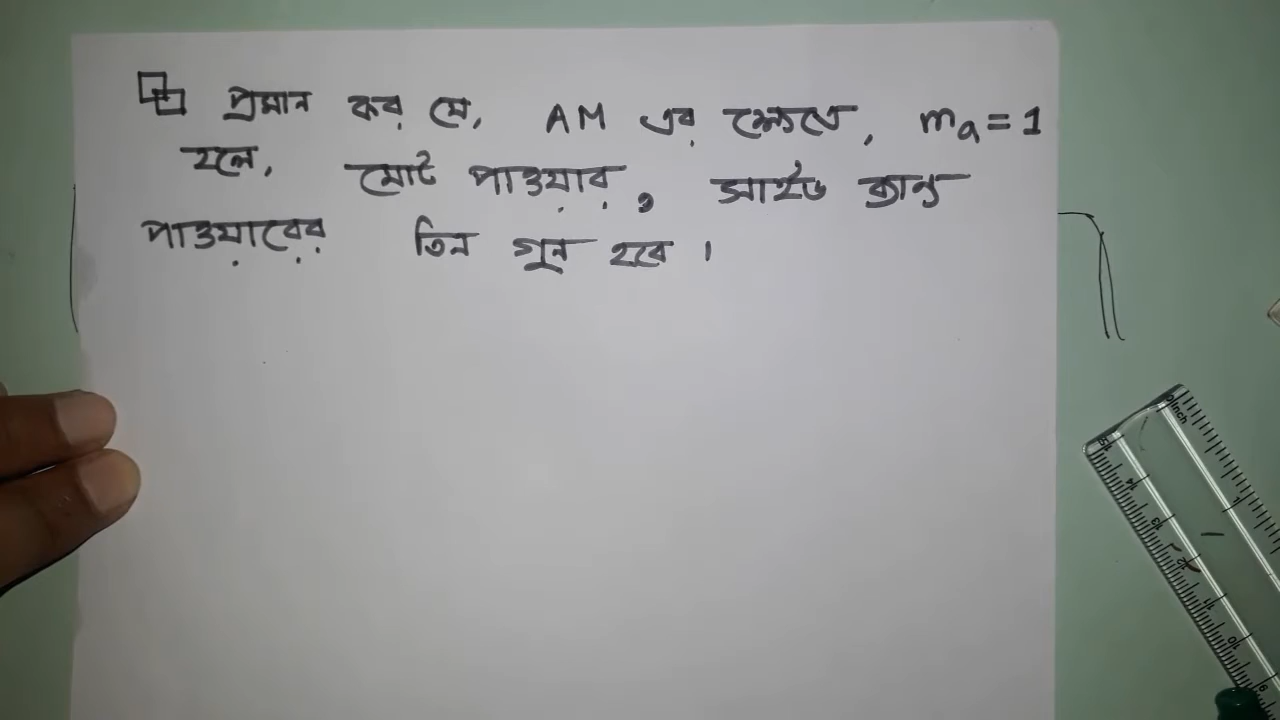 প্রমান কর যে, AM এর ক্ষেত্রে, ma = 1
হলে, মোট পাওয়ার, সাইড ব্যান্ড
পাওয়ারের তিন গুন হবে।